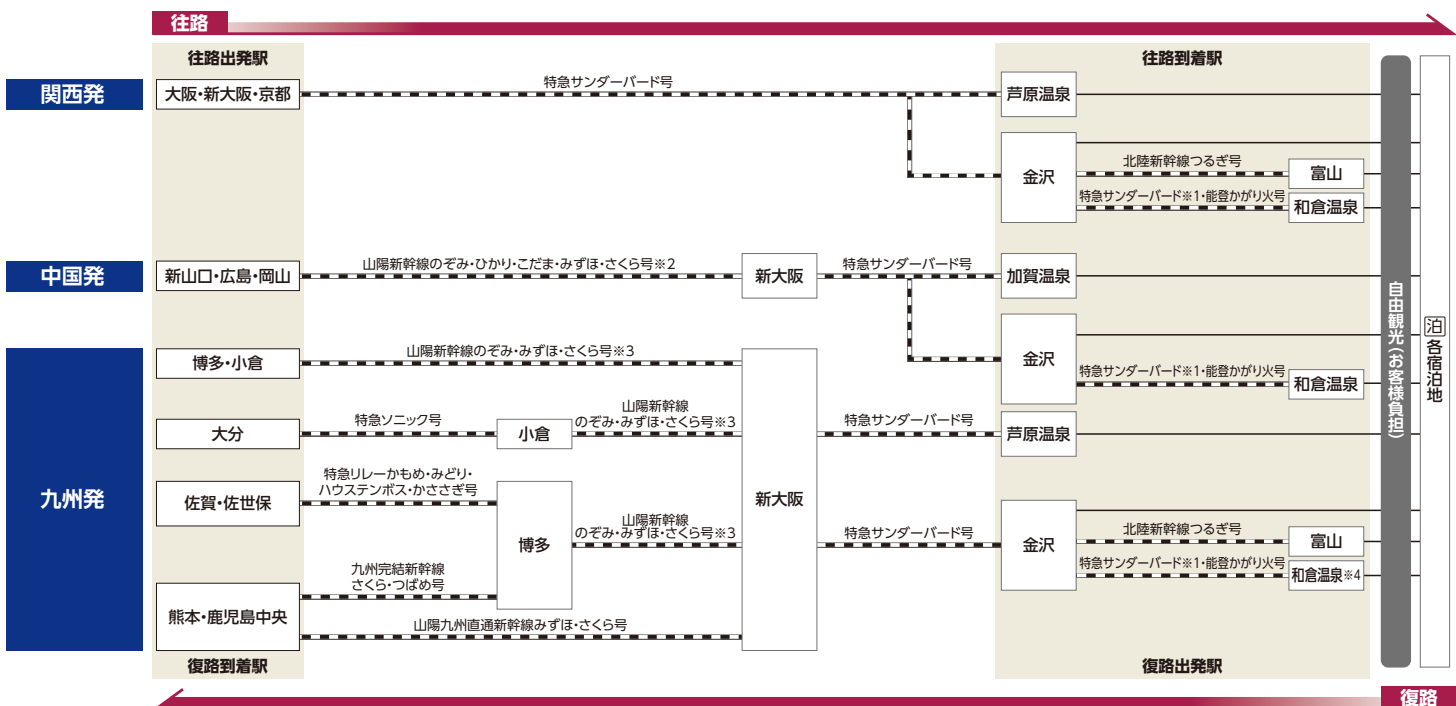 往路
往路出発駅
往路到着駅
関西発
大阪・新大阪・京都
特急サンダーバード号
芦原温泉
金沢
北陸新幹線つるぎ号
富山
特急サンダーバード※1・能登かがり火号
和倉温泉
中国発
新山口・広島・岡山
山陽新幹線のぞみ・ひかり・こだま・みずほ・さくら号※2
新大阪
特急サンダーバード号
加賀温泉
金沢
特急サンダーバード※1・能登かがり火号
和倉温泉
九州発
博多・小倉
山陽新幹線のぞみ・みずほ・さくら号※3
大分
特急ソニック号
小倉
山陽新幹線
のぞみ・みずほ・さくら号※3
佐賀・佐世保
特急リレーかもめ・みどり・
ハウステンボス・かささぎ号
博多
山陽新幹線
のぞみ・みずほ・さくら号※3
熊本・鹿児島中央
九州完結新幹線
さくら・つばめ号
山陽九州直通新幹線みずほ・さくら号
新大阪
特急サンダーバード号
芦原温泉
特急サンダーバード号
金沢
北陸新幹線つるぎ号
富山
特急サンダーバード※1・能登かがり火号
和倉温泉※4
自由観光(お客様負担)
泊各宿泊地
復路到着駅
復路出発駅
復路